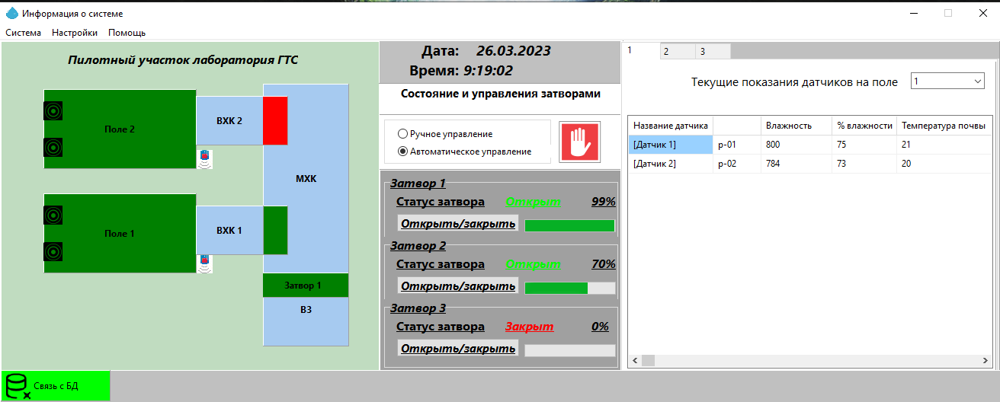 Информация о системе
Система Настройки Помощь
Пилотный участок лаборатория ГТС
Поле 2
ВХК 2
МХК
Поле 1
ВХК 1
Затвор 1
ВЗ
Дата: 26.03.2023
Время: 9:19:02
Состояние и управления затворами
Ручное управление
Автоматическое управление
Затвор 1
Статус затвора Открыт 99%
Открыть/закрыть
Затвор 2
Статус затвора Открыт 70%
Открыть/закрыть
Затвор 3
Статус затвора Закрыт 0%
Открыть/закрыть
1 2 3
Текущие показания датчиков на поле 1
Название датчика Влажность % влажности Температура почвы
[Датчик 1] p-01 800 75 21
[Датчик 2] p-02 784 73 20
Связь с БД